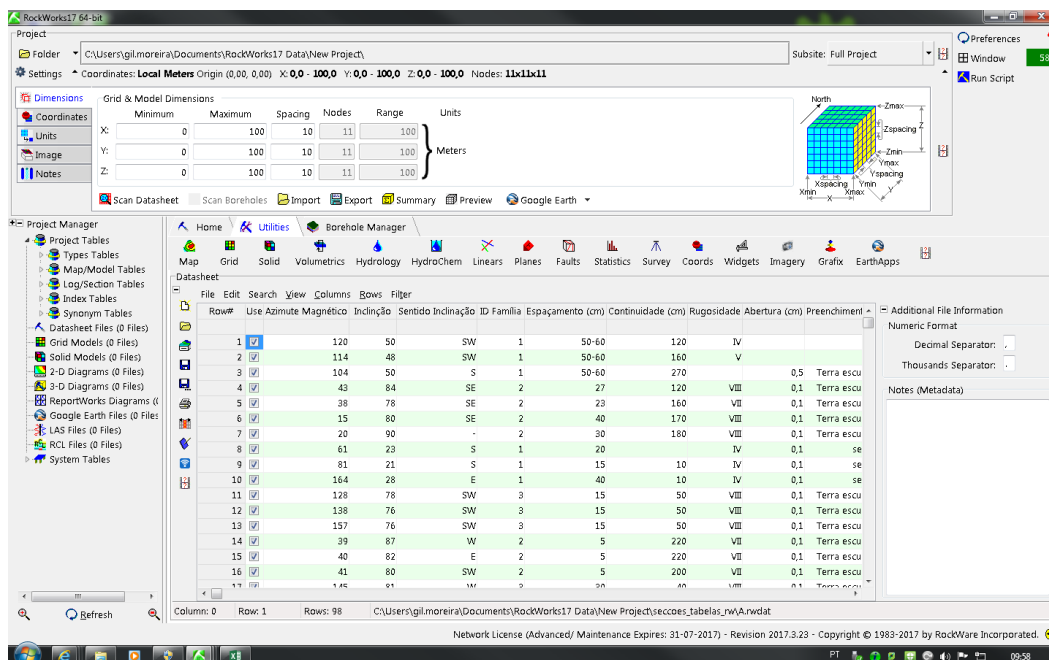 RockWorks17 64-bit
Project
Folder C:\Users\gil.moreira\Documents\RockWorks17 Data\New Project\ Subsite: Full Project
Settings Coordinates: Local Meters Origin (0,00, 0,00) X: 0,0 - 100,0 Y: 0,0 - 100,0 Z: 0,0 - 100,0 Nodes: 11x11x11
Preferences
Window 58
Run Script
Dimensions
Coordinates
Units
Image
Notes
Grid & Model Dimensions
Minimum Maximum Spacing Nodes Range Units
X: 0 100 10 11 100
Y: 0 100 10 11 100 Meters
Z: 0 100 10 11 100
North
Zmax
Zspacing Z
Zmin
Ymax
Yspacing
Xspacing Ymin
Xmin Xmax Y
X
Scan Datasheet Scan Boreholes Import Export Summary Preview Google Earth
Project Manager
Project Tables
Types Tables
Map/Model Tables
Log/Section Tables
Index Tables
Synonym Tables
Datasheet Files (0 Files)
Grid Models (0 Files)
Solid Models (0 Files)
2-D Diagrams (0 Files)
3-D Diagrams (0 Files)
ReportWorks Diagrams ((
Google Earth Files (0 Files
LAS Files (0 Files)
RCL Files (0 Files)
System Tables
Refresh
Home Utilities Borehole Manager
Map Grid Solid Volumetrics Hydrology HydroChem Linears Planes Faults Statistics Survey Coords Widgets Imagery Grafix EarthApps
Datasheet
File Edit Search View Columns Rows Filter
Row# Use Azimute Magnético Inclinção Sentido Inclinação ID Família Espaçamento (cm) Continuidade (cm) Rugosidade Abertura (cm) Preenchiment
1 120 50 SW 1 50-60 120 IV
2 114 48 SW 1 50-60 160 V
3 104 50 S 1 50-60 270 0,5 Terra escu
4 43 84 SE 2 27 120 VIII 0,1 Terra escu
5 38 78 SE 2 23 160 VII 0,1 Terra escu
6 15 80 SE 2 40 170 VIII 0,1 Terra escu
7 20 90 - 2 30 180 VIII 0,1 Terra escu
8 61 23 S 1 20 IV 0,1 se
9 81 21 S 1 15 10 IV 0,1 se
10 164 28 E 1 40 10 IV 0,1 se
11 128 78 SW 3 15 50 VIII 0,1 Terra escu
12 138 76 SW 3 15 50 VIII 0,1 Terra escu
13 157 76 SW 3 15 50 VIII 0,1 Terra escu
14 39 87 W 2 5 220 VII 0,1 Terra escu
15 40 82 E 2 5 220 VII 0,1 Terra escu
16 41 80 SW 2 5 200 VII 0,1 Terra escu
17 145 81 W 3 30 40 VIII 0,1 Terra escu
Additional File Information
Numeric Format
Decimal Separator: ,
Thousands Separator: .
Notes (Metadata)
Column: 0 Row: 1 Rows: 98 C:\Users\gil.moreira\Documents\RockWorks17 Data\New Project\seccoes_tabelas_rw\A.rwdat
Network License (Advanced/ Maintenance Expires: 31-07-2017) - Revision 2017.3.23 - Copyright © 1983-2017 by RockWare Incorporated.
PT 09:58